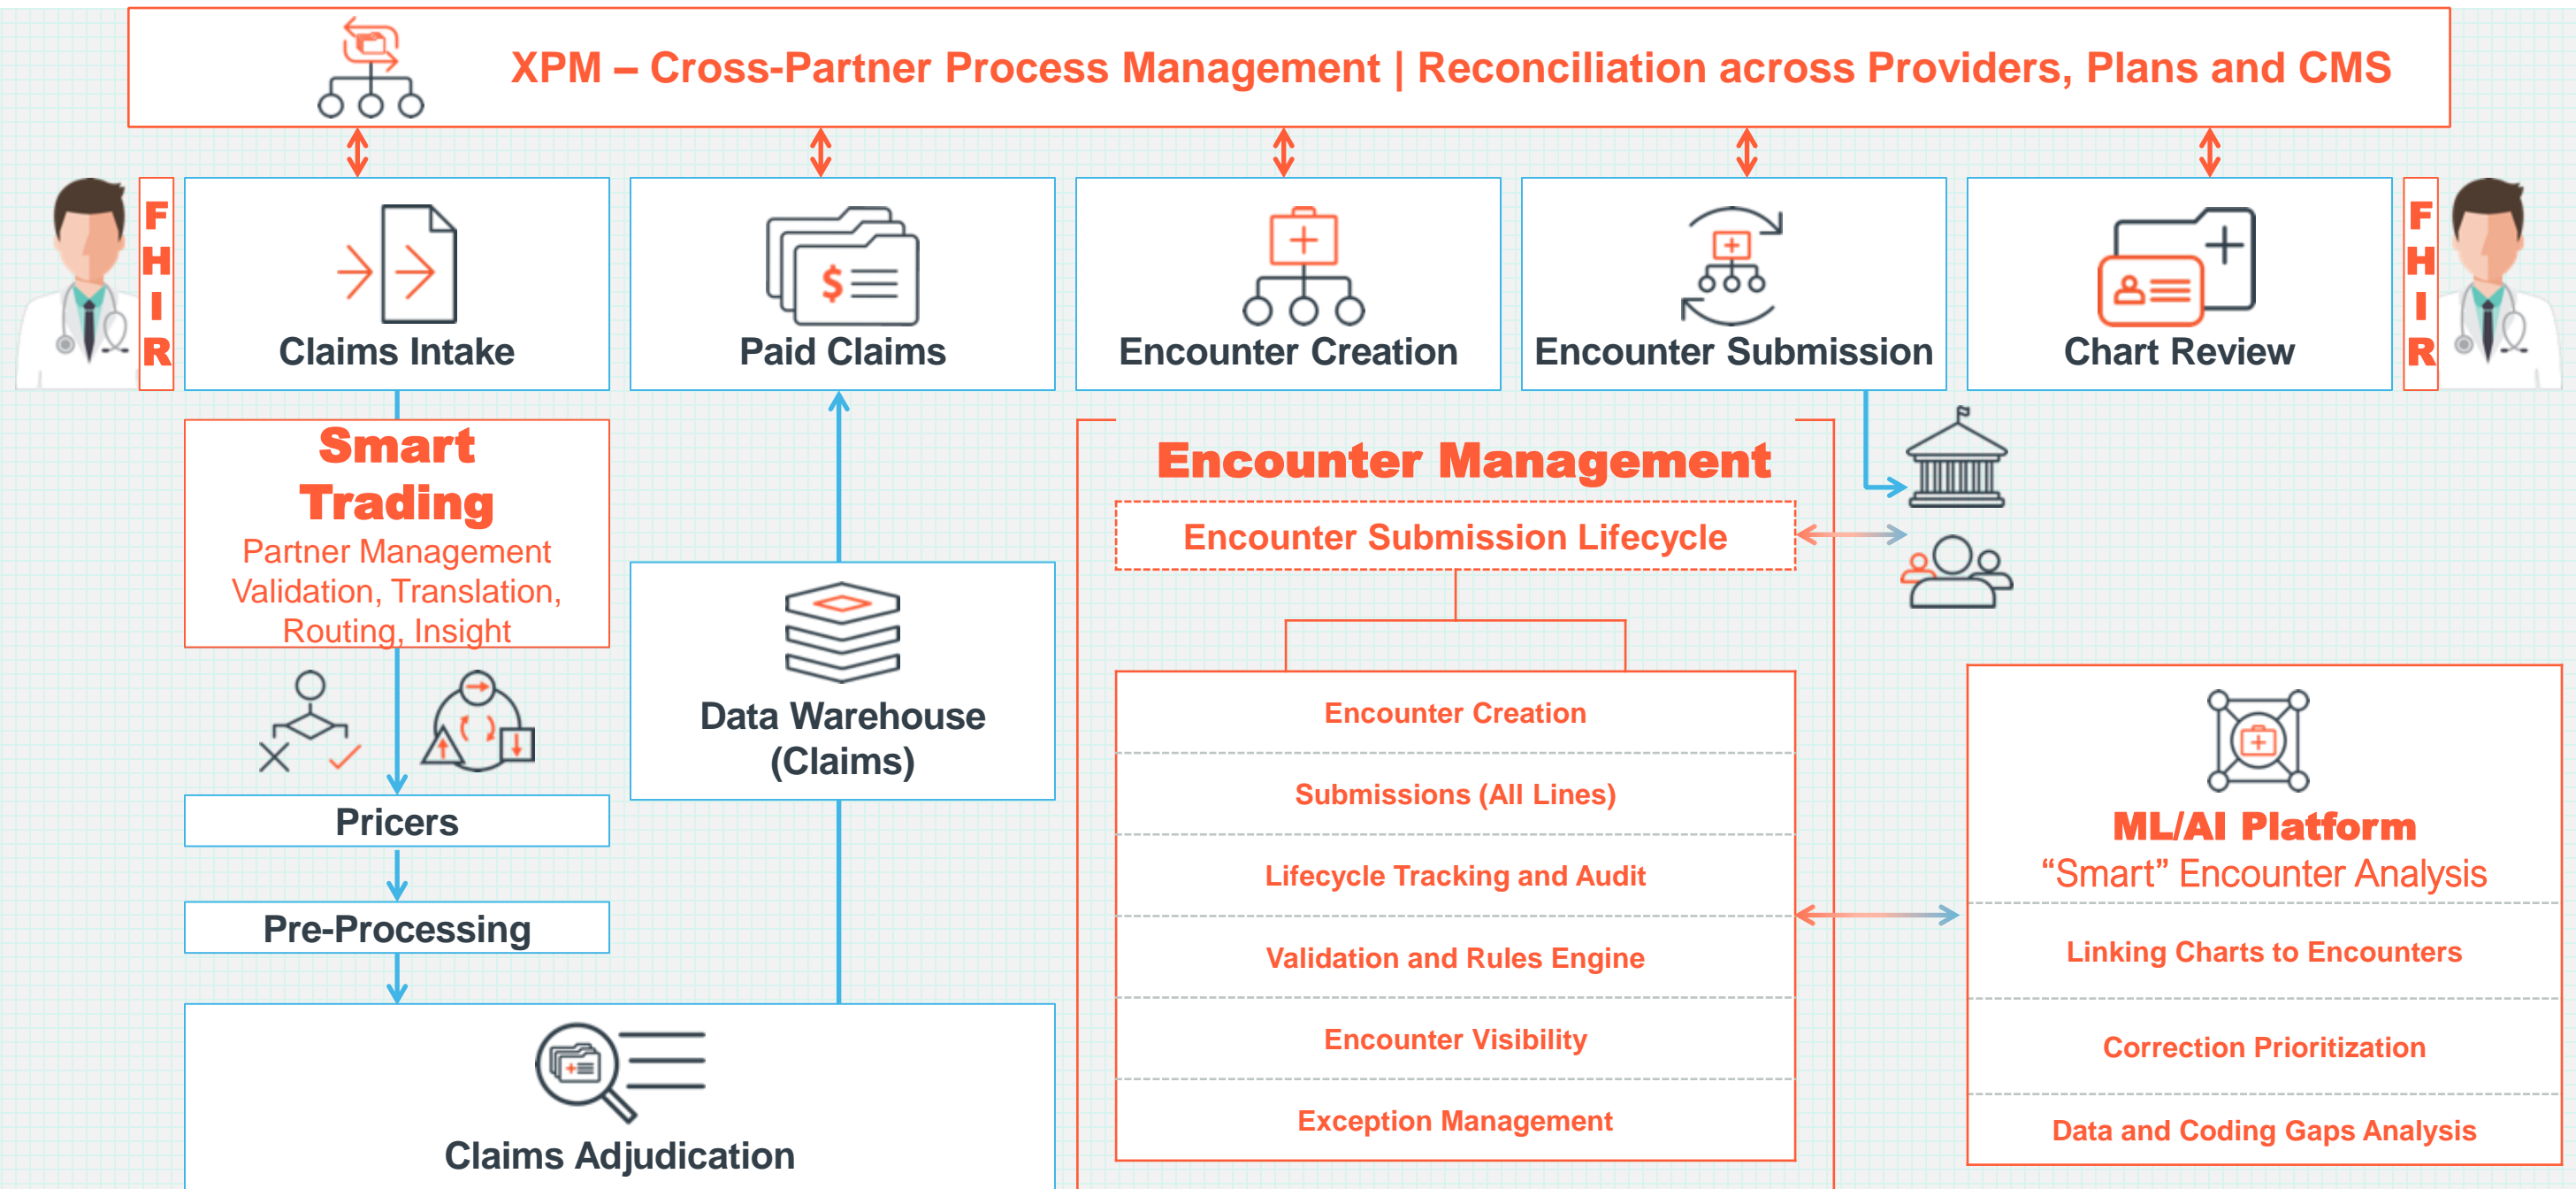 XPM – Cross-Partner Process Management | Reconciliation across Providers, Plans and CMS
FHIR
Claims Intake
Paid Claims
Encounter Creation
Encounter Submission
Chart Review
FHIR
Smart
Trading
Partner Management
Validation, Translation,
Routing, Insight
Pricers
Pre-Processing
Claims Adjudication
$
Data Warehouse
(Claims)
Encounter Management
Encounter Submission Lifecycle
Encounter Creation
Submissions (All Lines)
Lifecycle Tracking and Audit
Validation and Rules Engine
Encounter Visibility
Exception Management
ML/AI Platform
“Smart” Encounter Analysis
Linking Charts to Encounters
Correction Prioritization
Data and Coding Gaps Analysis